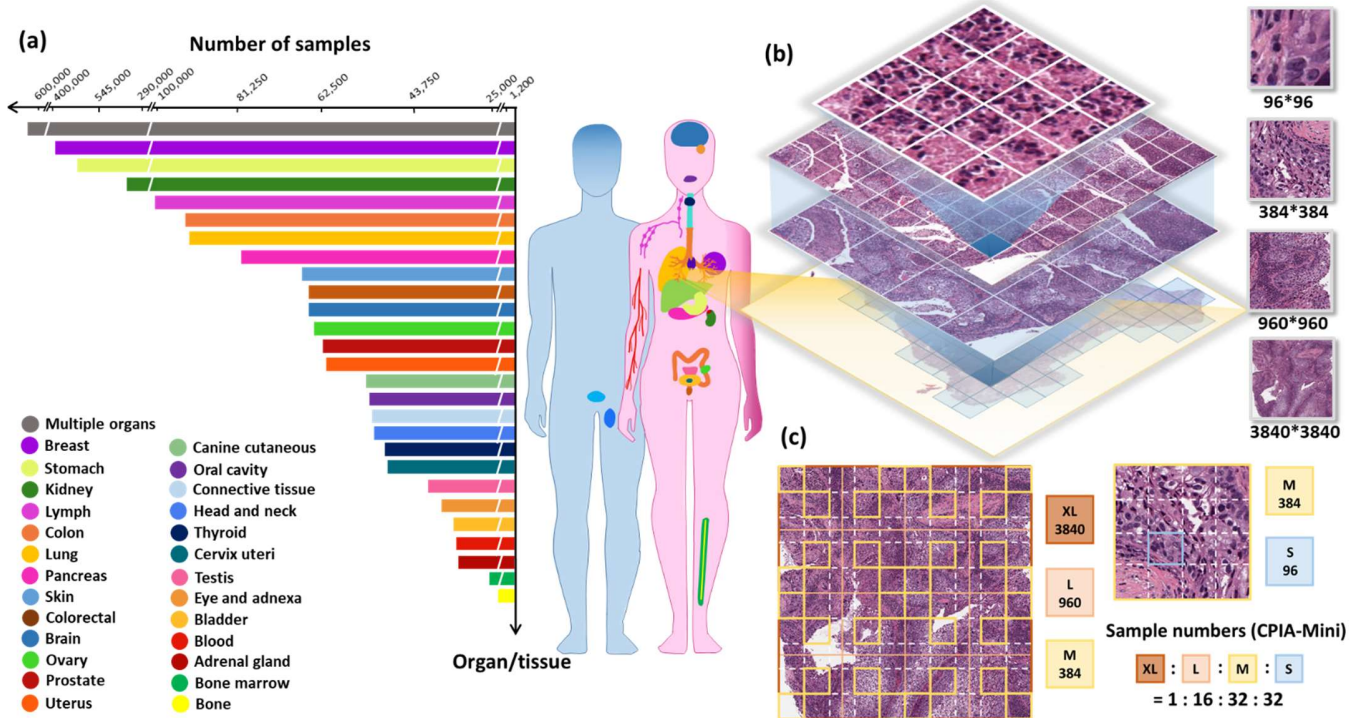 (a)
Number of samples
600,000
400,000
545,000
290,000
100,000
81,250
62,500
43,750
25,000
1,200
Organ/tissue
Multiple organs
Breast
Stomach
Kidney
Lymph
Colon
Lung
Pancreas
Skin
Colorectal
Brain
Ovary
Prostate
Uterus
Canine cutaneous
Oral cavity
Connective tissue
Head and neck
Thyroid
Cervix uteri
Testis
Eye and adnexa
Bladder
Blood
Adrenal gland
Bone marrow
Bone
(b)
96*96
384*384
960*960
3840*3840
(c)
XL
3840
L
960
M
384
M
384
S
96
Sample numbers (CPIA-Mini)
XL : L : M : S
= 1 : 16 : 32 : 32